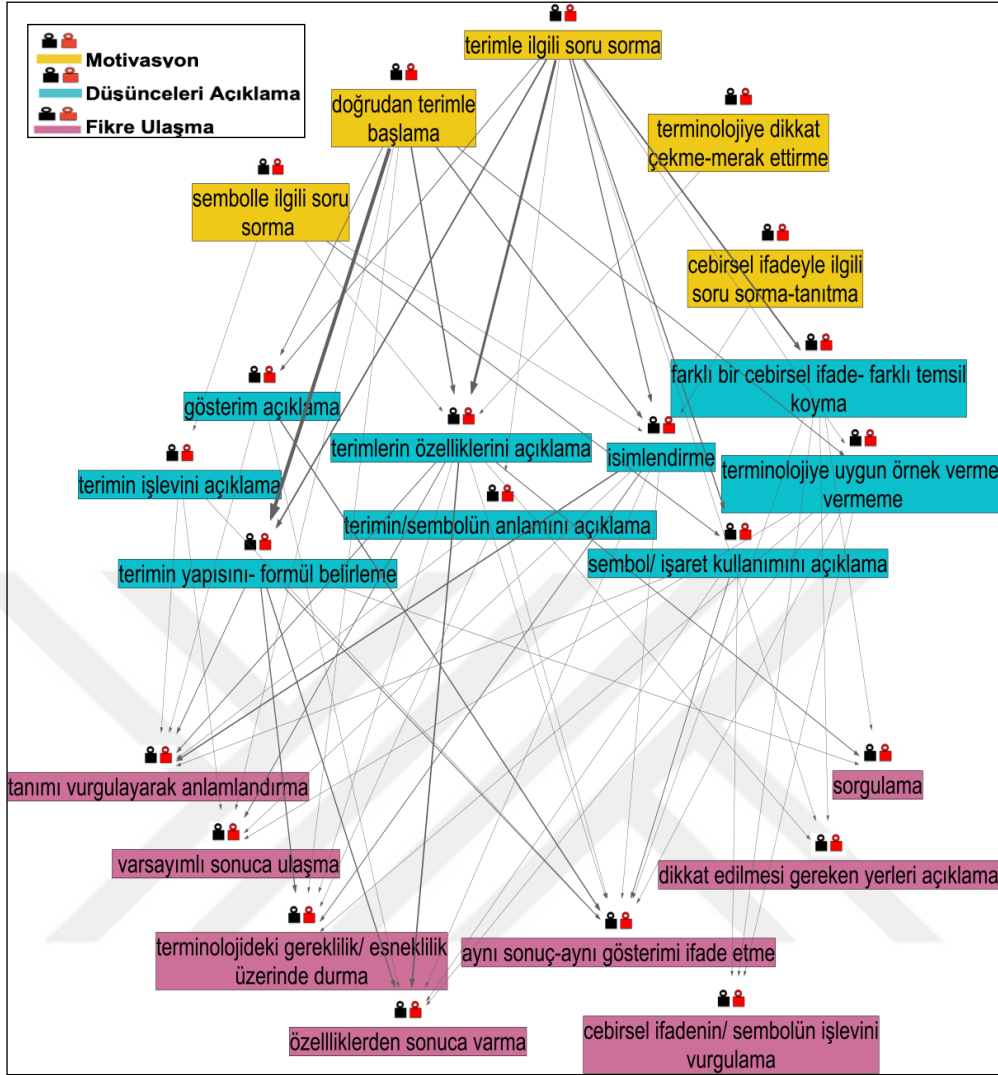 Motivasyon
Düşünceleri Açıklama
Fikre Ulaşma
terimle ilgili soru sorma
doğrudan terimle
başlama
terminolojiye dikkat
çekme-merak ettirme
sembolle ilgili soru
sorma
cebirsel ifadeyle ilgili
soru sorma-tanıtma
farklı bir cebirsel ifade- farklı temsil
koyma
gösterim açıklama
terimlerin özelliklerini açıklama
isimlendirme
terminolojiye uygun örnek verme
vermeme
terimin işlevini açıklama
terimin/sembolün anlamını açıklama
terimin yapısını- formül belirleme
sembol/ işaret kullanımını açıklama
tanımı vurgulayarak anlamlandırma
sorgulama
varsayımlı sonuca ulaşma
dikkat edilmesi gereken yerleri açıklama
terminolojideki gereklilik/ esneklilik
üzerinde durma
aynı sonuç-aynı gösterimi ifade etme
özellliklerden sonuca varma
cebirsel ifadenin/ sembolün işlevini
vurgulama